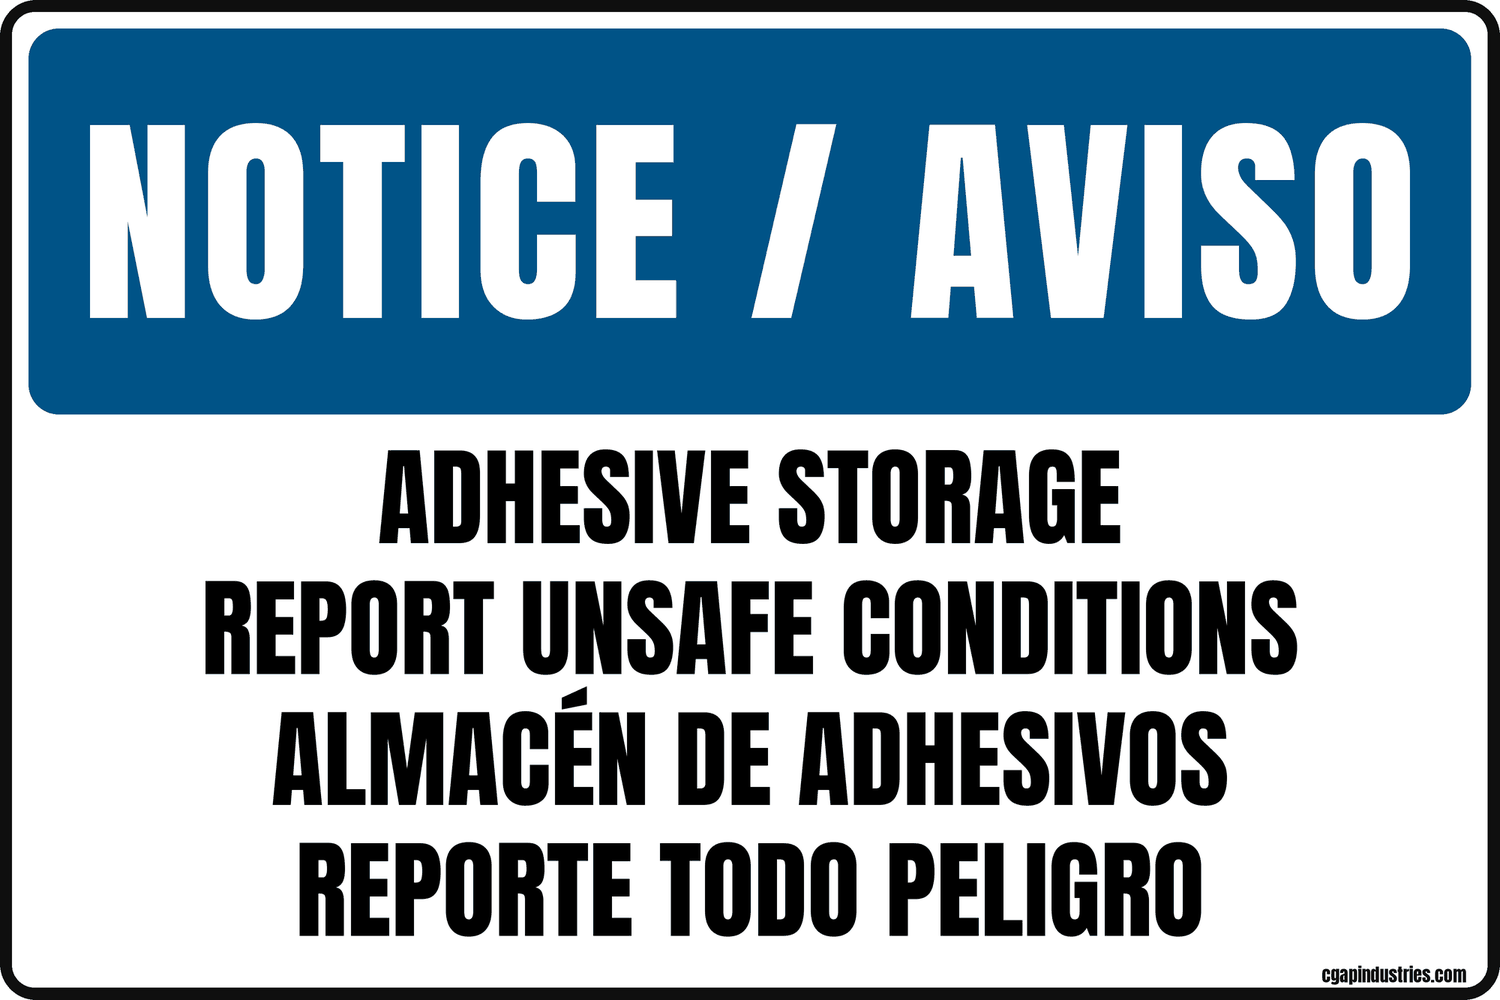 NOTICE / AVISO
ADHESIVE STORAGE
REPORT UNSAFE CONDITIONS
ALMACÉN DE ADHESIVOS
REPORTE TODO PELIGRO
cgapindustries.com